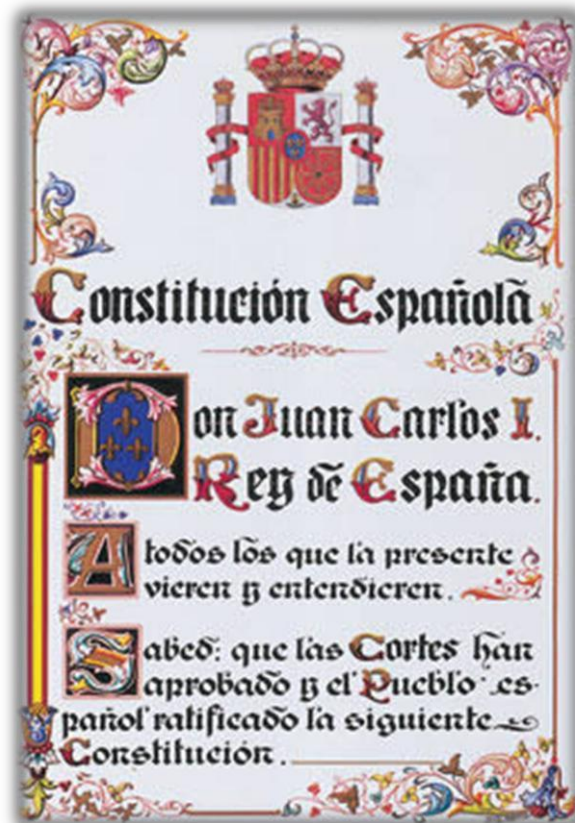 Constitución Española
Don Juan Carlos I.
Rey de España.
A todos los que la presente
vieren y entendieren.
Sabed: que las Cortes han
aprobado y el Pueblo es-
pañol ratificado la siguiente
Constitución.